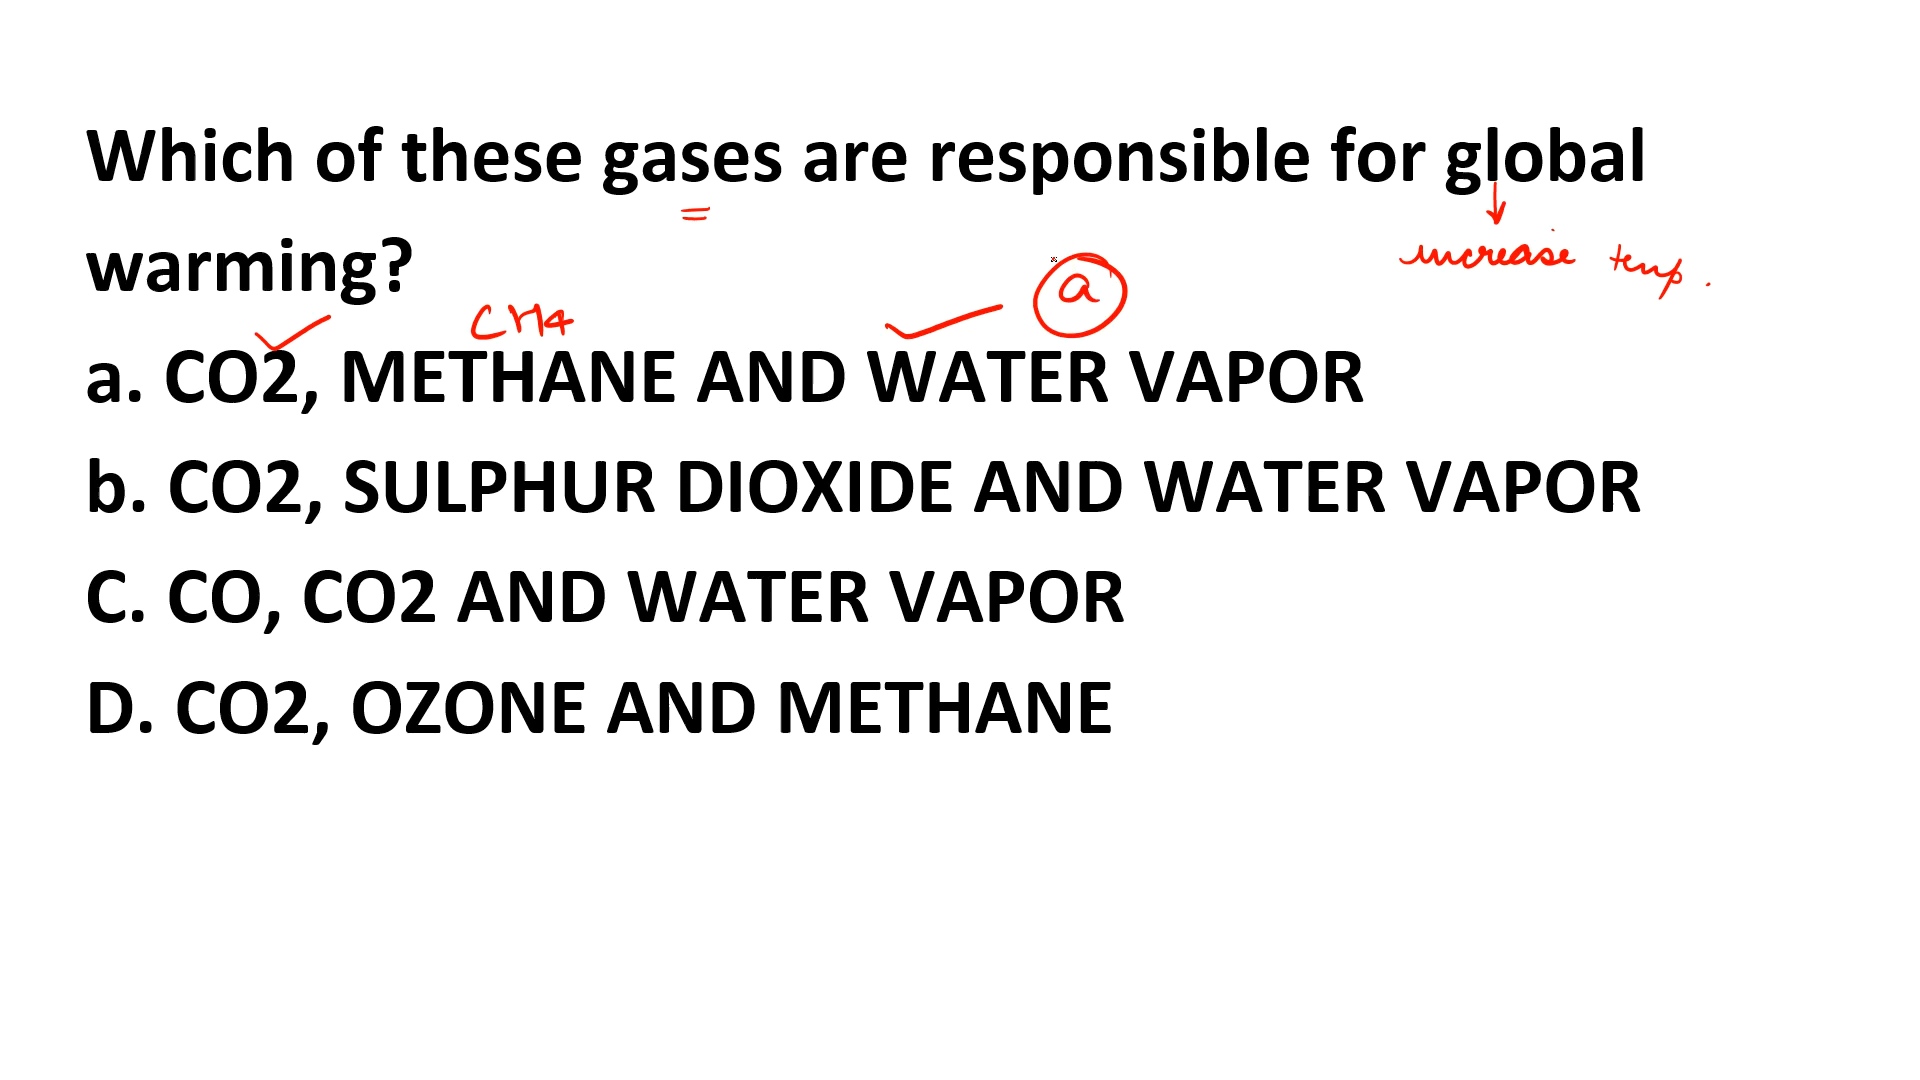 Which of these gases are responsible for global
increase temp.
warming?
CH4
a
a. CO2, METHANE AND WATER VAPOR
b. CO2, SULPHUR DIOXIDE AND WATER VAPOR
C. CO, CO2 AND WATER VAPOR
D. CO2, OZONE AND METHANE